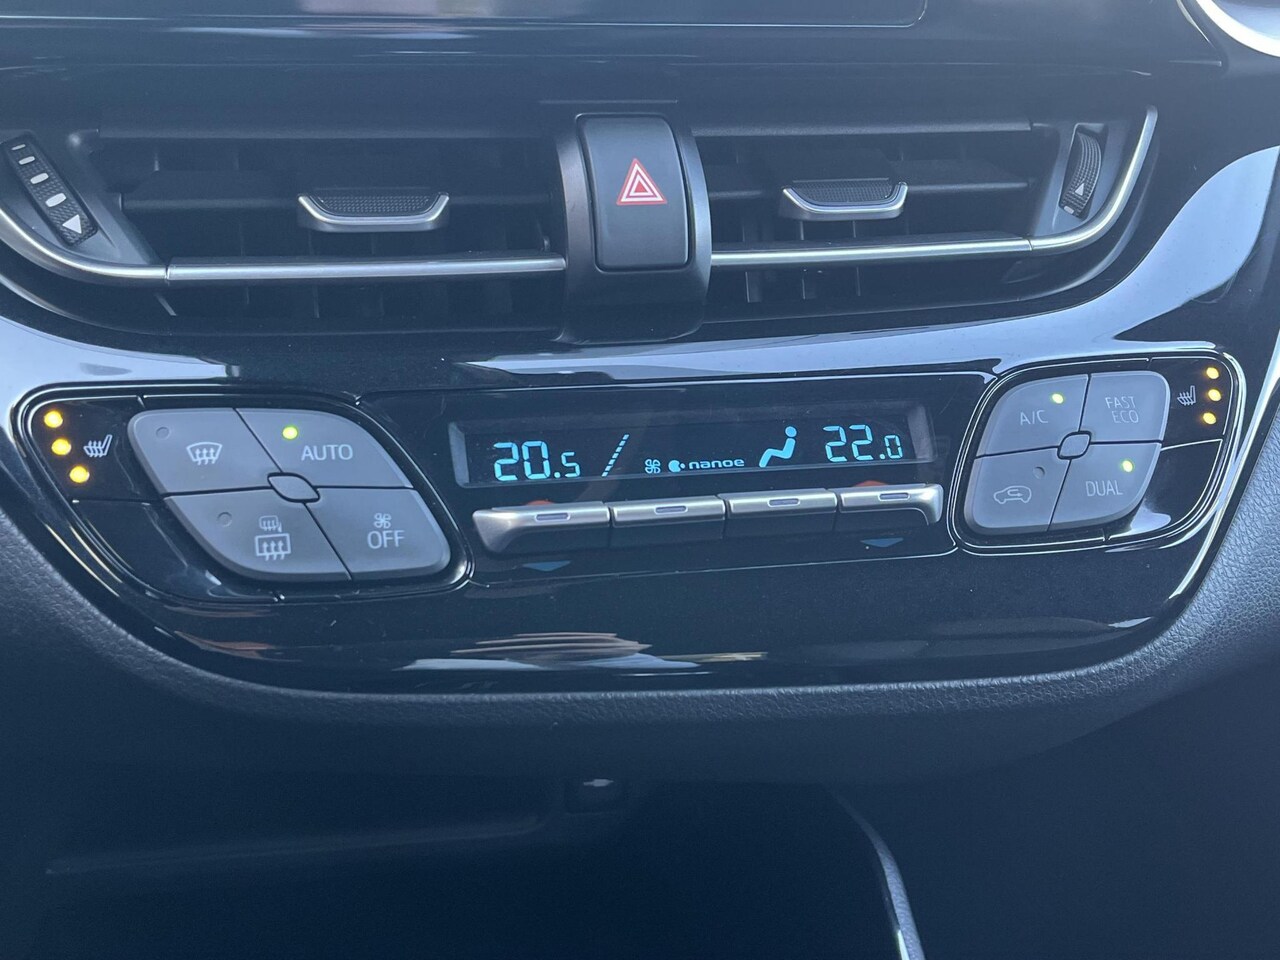 AUTO
OFF
20.5
nanoe
22.0
A/C
FAST
ECO
DUAL